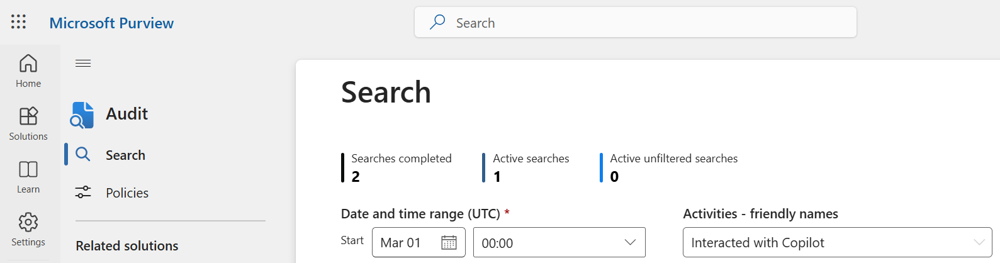 Microsoft Purview
Search
Home
Solutions
Learn
Settings
Audit
Search
Policies
Related solutions
Search
Searches completed
2
Active searches
1
Active unfiltered searches
0
Date and time range (UTC) *
Start
Mar 01
00:00
Activities - friendly names
Interacted with Copilot